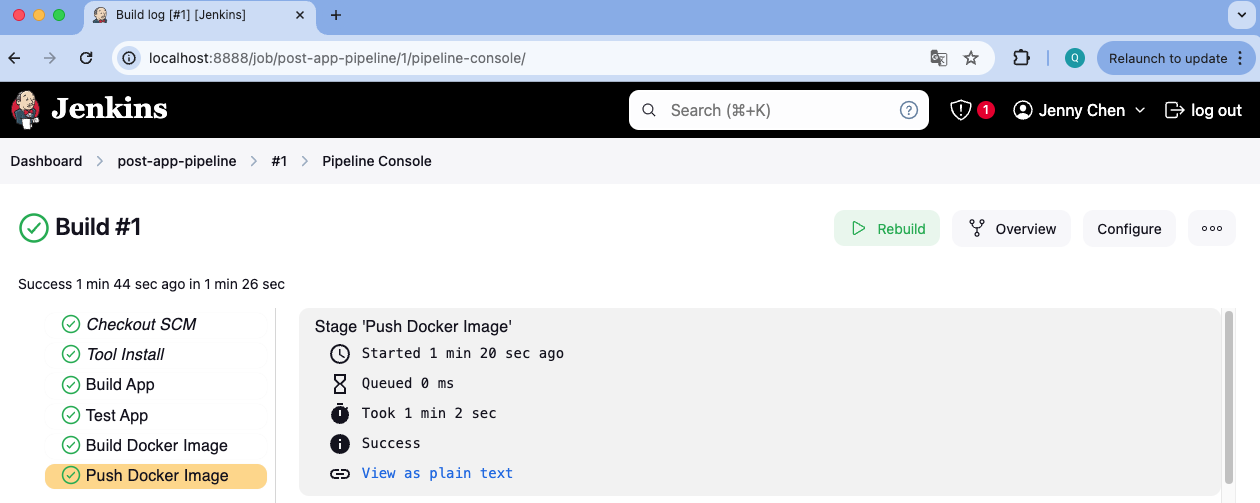 Build log [#1] [Jenkins]
localhost:8888/job/post-app-pipeline/1/pipeline-console/
Q
Relaunch to update
Jenkins
Search (⌘+K)
?
1
Jenny Chen
log out
Dashboard
post-app-pipeline
#1
Pipeline Console
Build #1
Rebuild
Overview
Configure
Success 1 min 44 sec ago in 1 min 26 sec
Checkout SCM
Tool Install
Build App
Test App
Build Docker Image
Push Docker Image
Stage 'Push Docker Image'
Started 1 min 20 sec ago
Queued 0 ms
Took 1 min 2 sec
Success
View as plain text